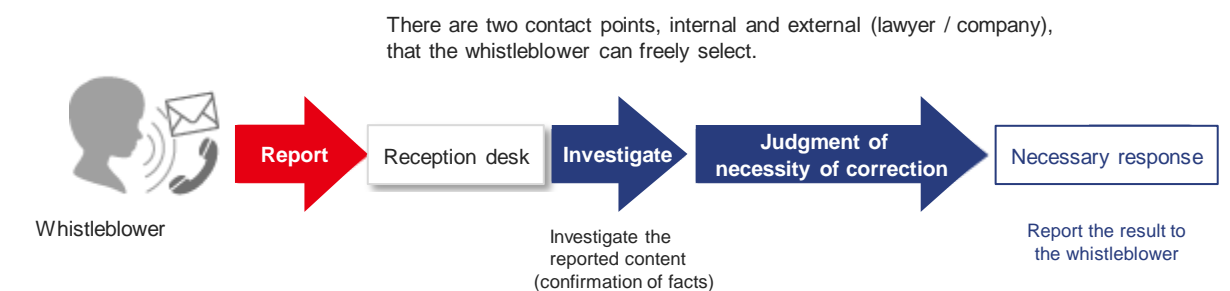 There are two contact points, internal and external (lawyer / company),
that the whistleblower can freely select.
Report
Reception desk
Investigate
Judgment of
necessity of correction
Necessary response
Whistleblower
Investigate the
reported content
(confirmation of facts)
Report the result to
the whistleblower